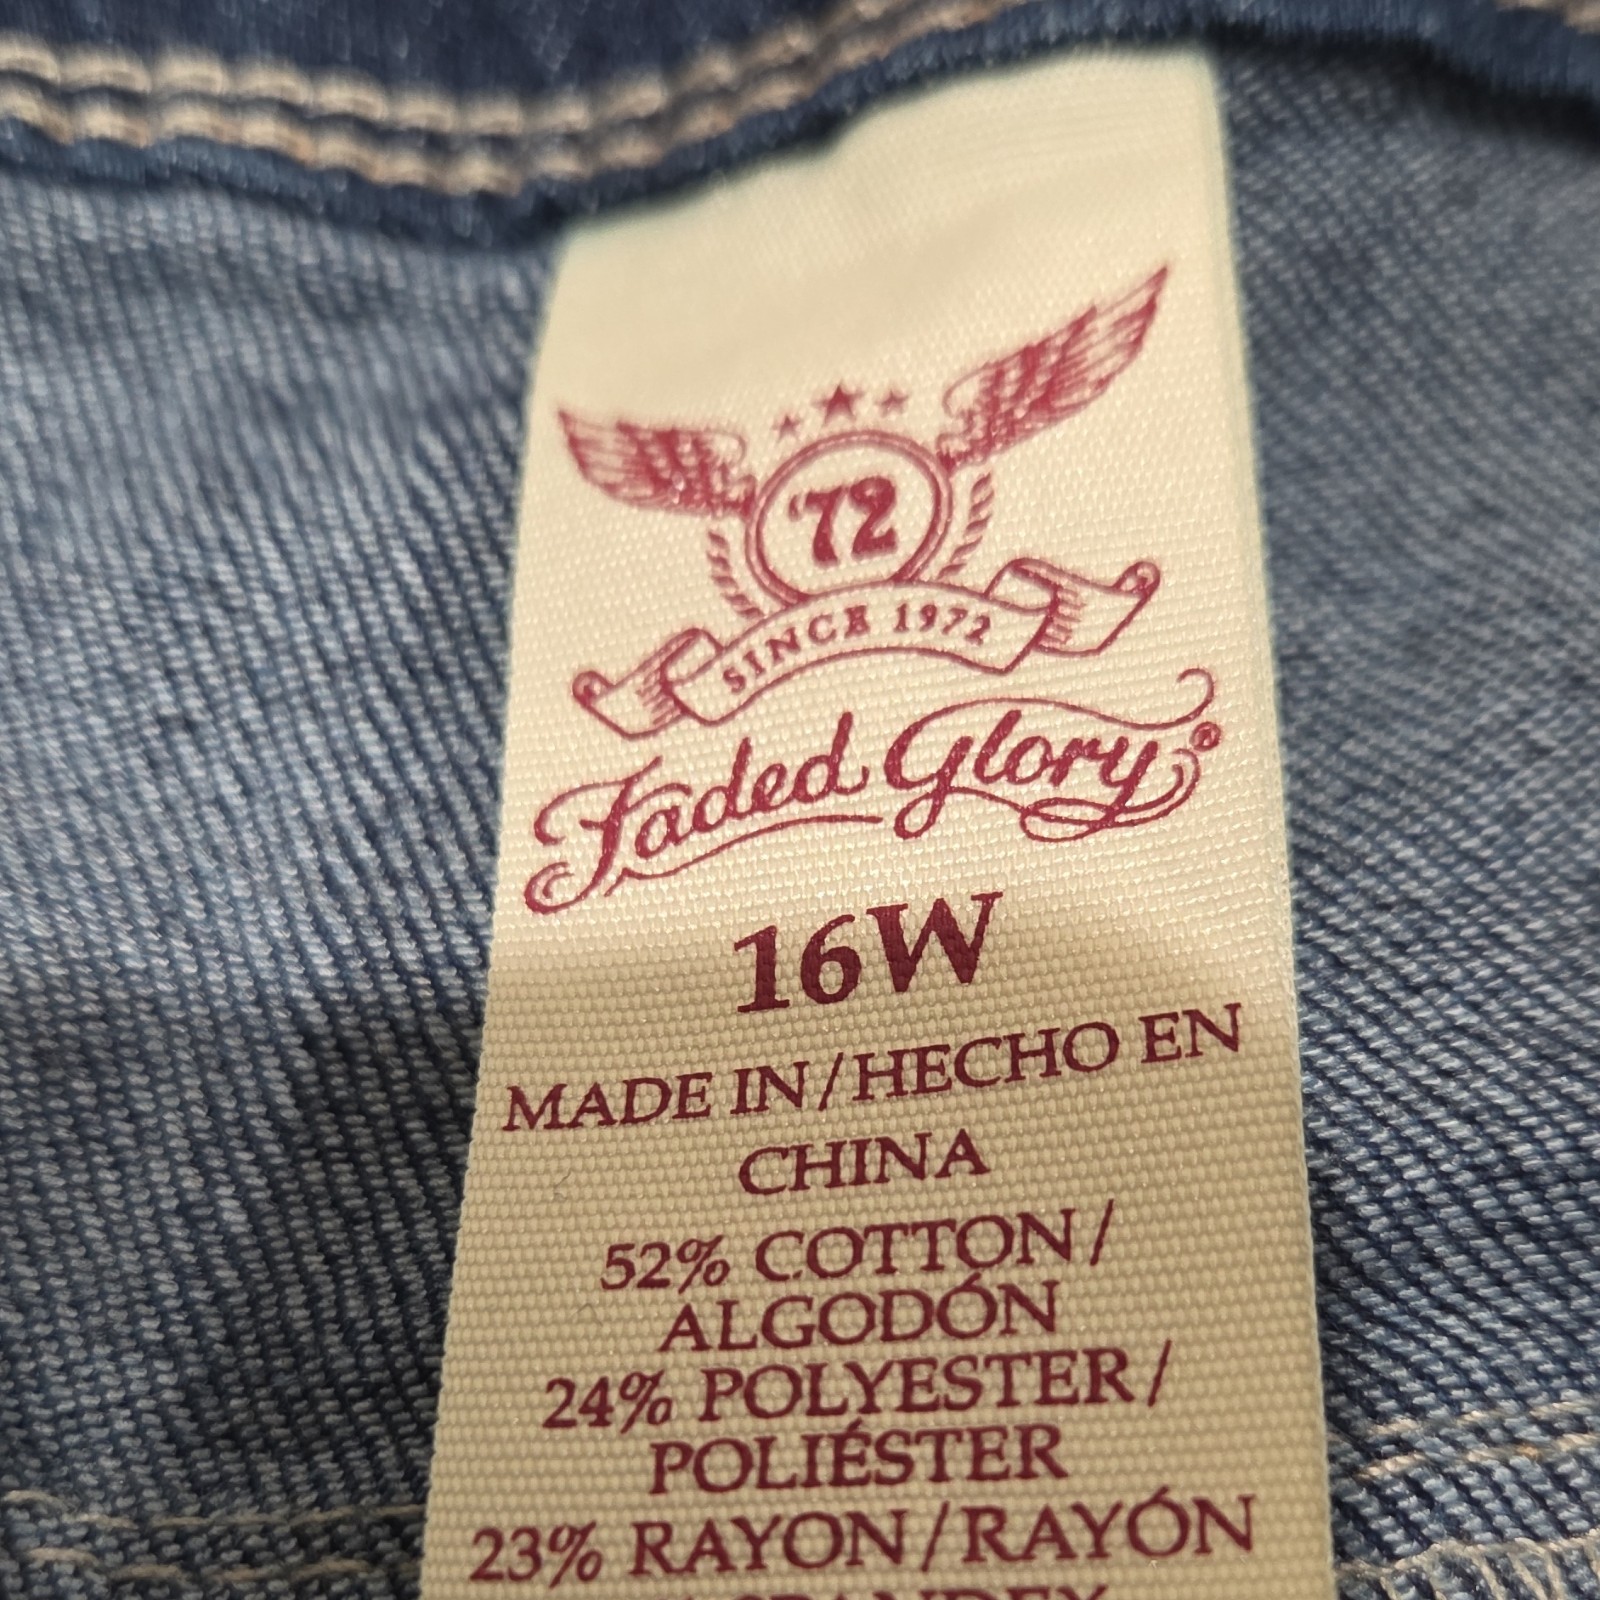 '72
SINCE 1972
Faded Glory®
16W
MADE IN/HECHO EN
CHINA
52% COTTON/
ALGODÓN
24% POLYESTER/
POLIÉSTER
23% RAYON/RAYÓN
SPANDEX